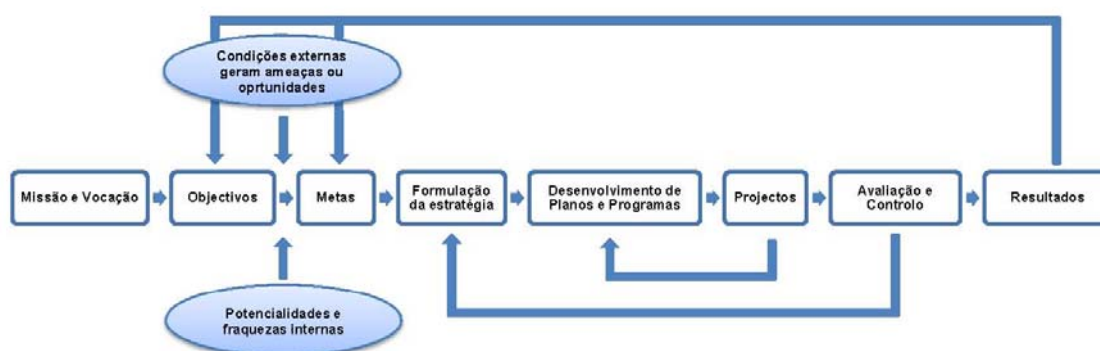 Condições externas
geram ameaças ou
oprtunidades
Missão e Vocação
Objectivos
Metas
Formulação
da estratégia
Desenvolvimento de
Planos e Programas
Projectos
Avaliação e
Controlo
Resultados
Potencialidades e
fraquezas internas